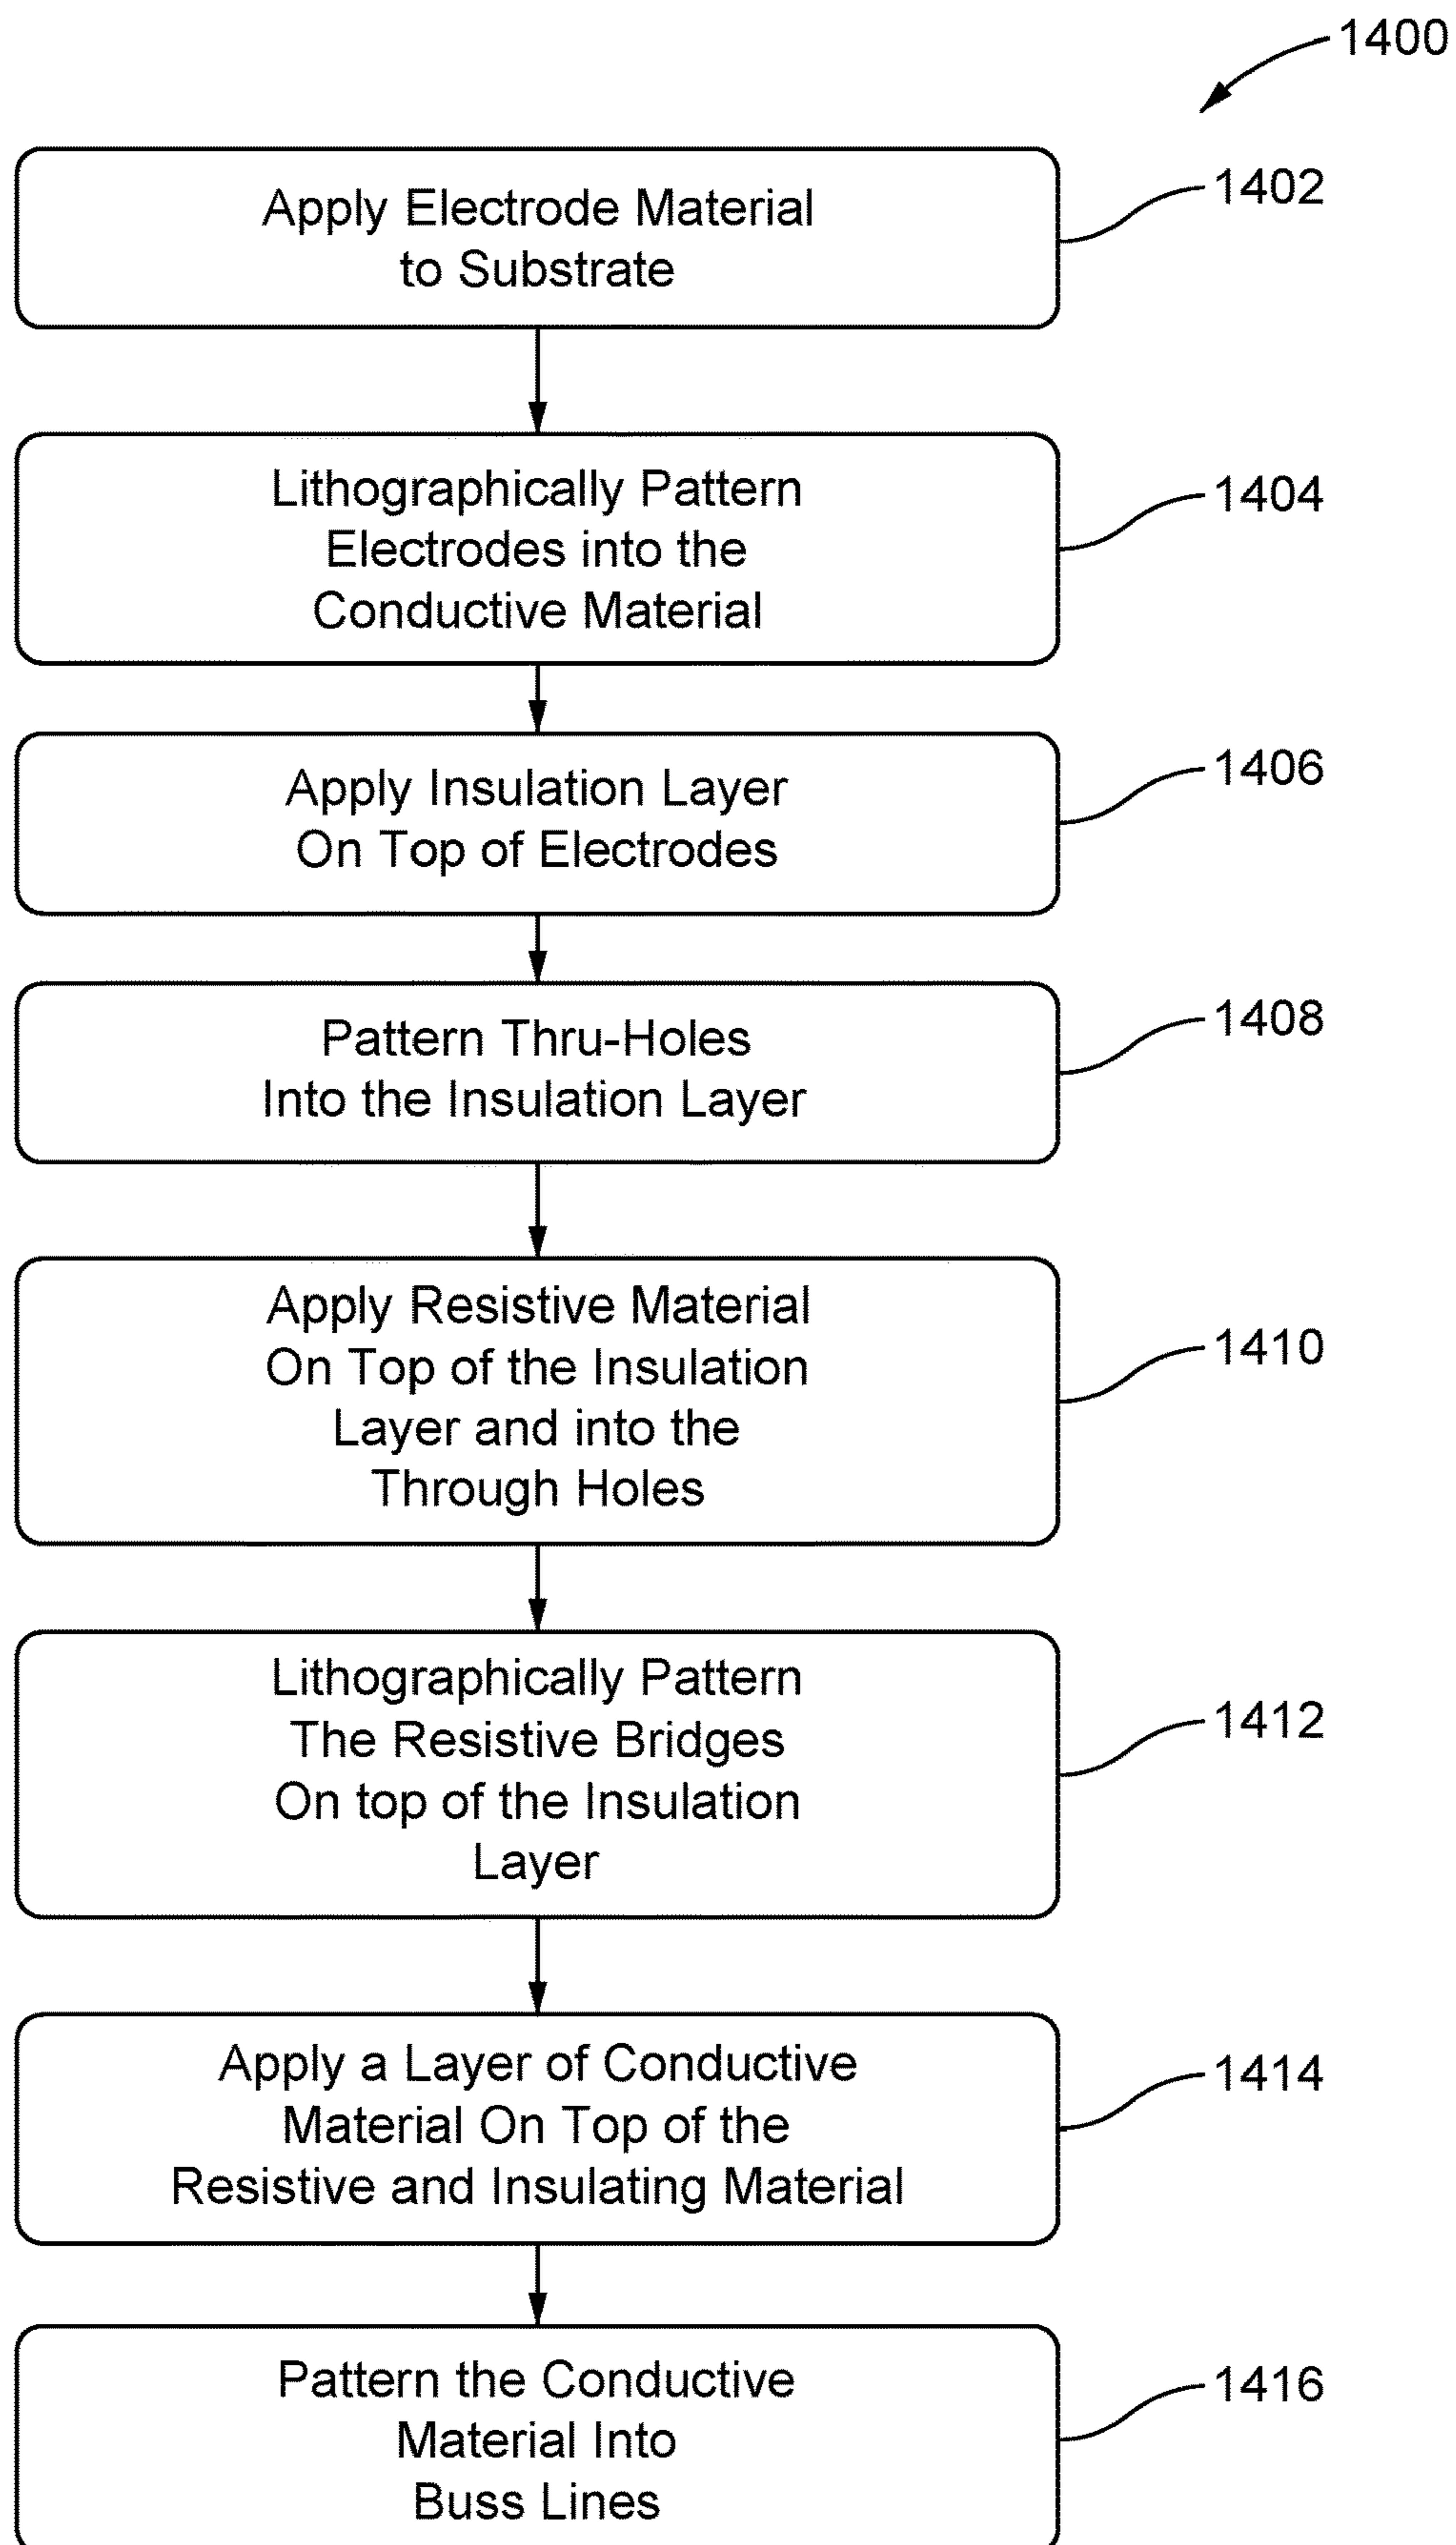 1400
Apply Electrode Material
to Substrate
1402
Lithographically Pattern
Electrodes into the
Conductive Material
1404
Apply Insulation Layer
On Top of Electrodes
1406
Pattern Thru-Holes
Into the Insulation Layer
1408
Apply Resistive Material
On Top of the Insulation
Layer and into the
Through Holes
1410
Lithographically Pattern
The Resistive Bridges
On top of the Insulation
Layer
1412
Apply a Layer of Conductive
Material On Top of the
Resistive and Insulating Material
1414
Pattern the Conductive
Material Into
Buss Lines
1416